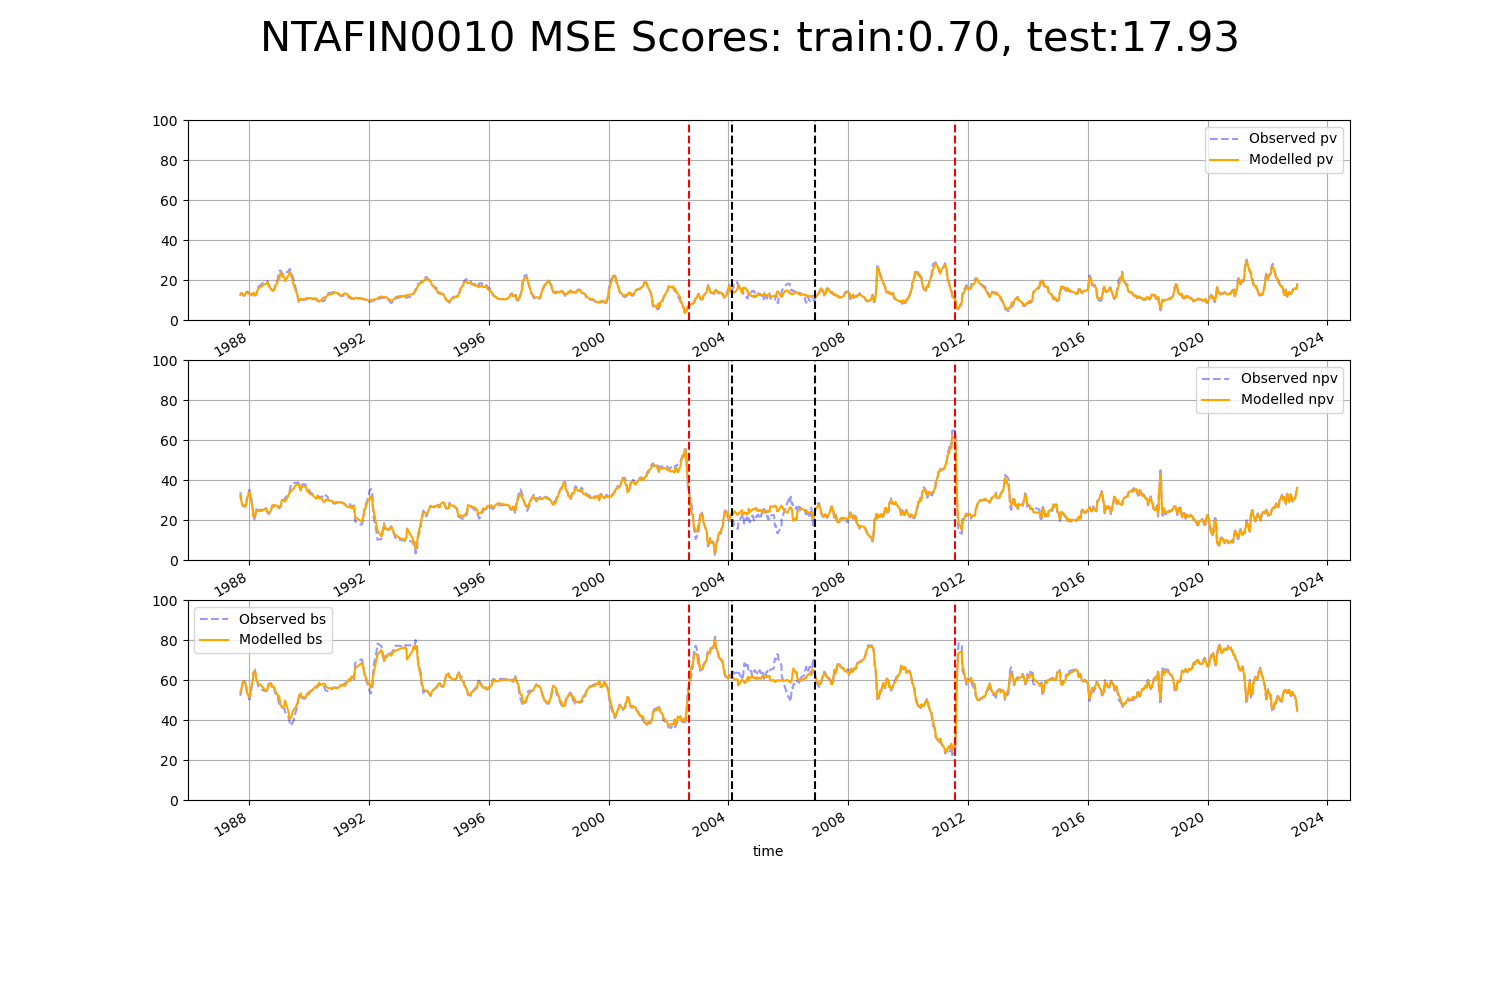 NTAFIN0010 MSE Scores: train:0.70, test:17.93
100
80
60
40
20
0
Observed pv
Modelled pv
1988 1992 1996 2000 2004 2008 2012 2016 2020 2024
100
80
60
40
20
0
Observed npv
Modelled npv
1988 1992 1996 2000 2004 2008 2012 2016 2020 2024
100
80
60
40
20
0
Observed bs
Modelled bs
1988 1992 1996 2000 2004 2008 2012 2016 2020 2024
time